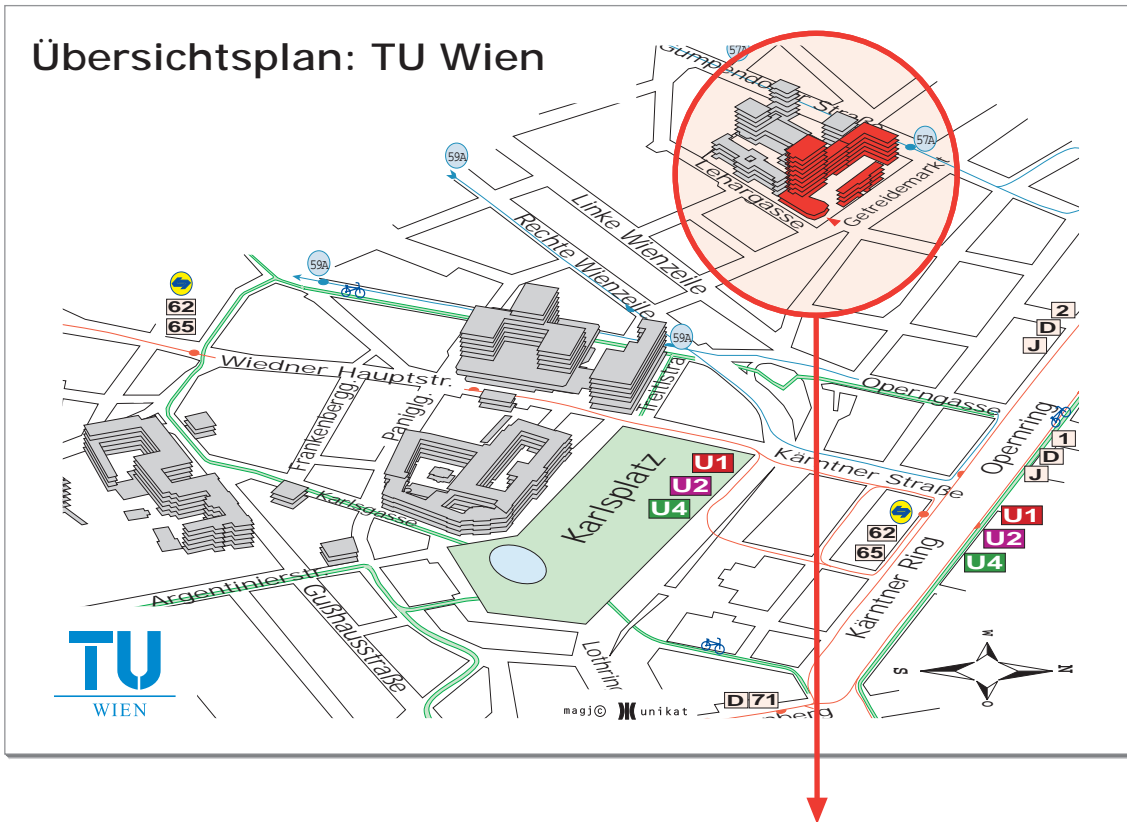 Übersichtsplan: TU Wien
57A
Gumpendorfer Straße
57A
59A
Lehargasse
Getreidemarkt
Linke Wienzeile
Rechte Wienzeile
59A
62
65
59A
2
D
J
Wiedner Hauptstr.
Operngasse
Opernring
Frankenbergg.
Paniglg.
1
D
J
Karlsplatz
U1
U2
U4
Kärntner Straße
62
65
U1
U2
U4
Karlsgasse
Kärntner Ring
Argentinierstr.
Gußhausstraße
TU
WIEN
W
S
N
O
D 71
magj© unikat